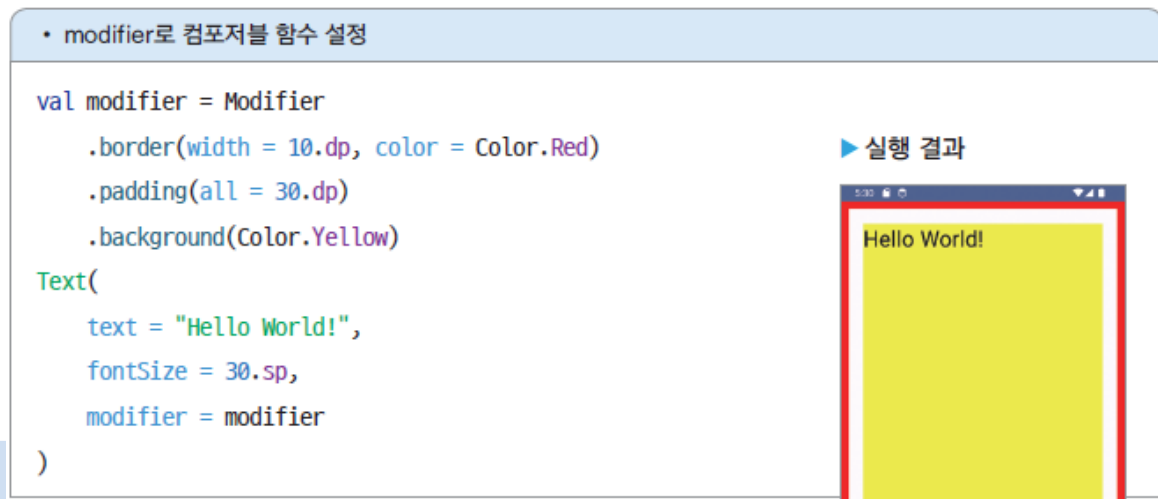 • modifier로 컴포저블 함수 설정
val modifier = Modifier
.border(width = 10.dp, color = Color.Red)
.padding(all = 30.dp)
.background(Color.Yellow)
Text(
text = "Hello World!",
fontSize = 30.sp,
modifier = modifier
)
▶ 실행 결과
Hello World!